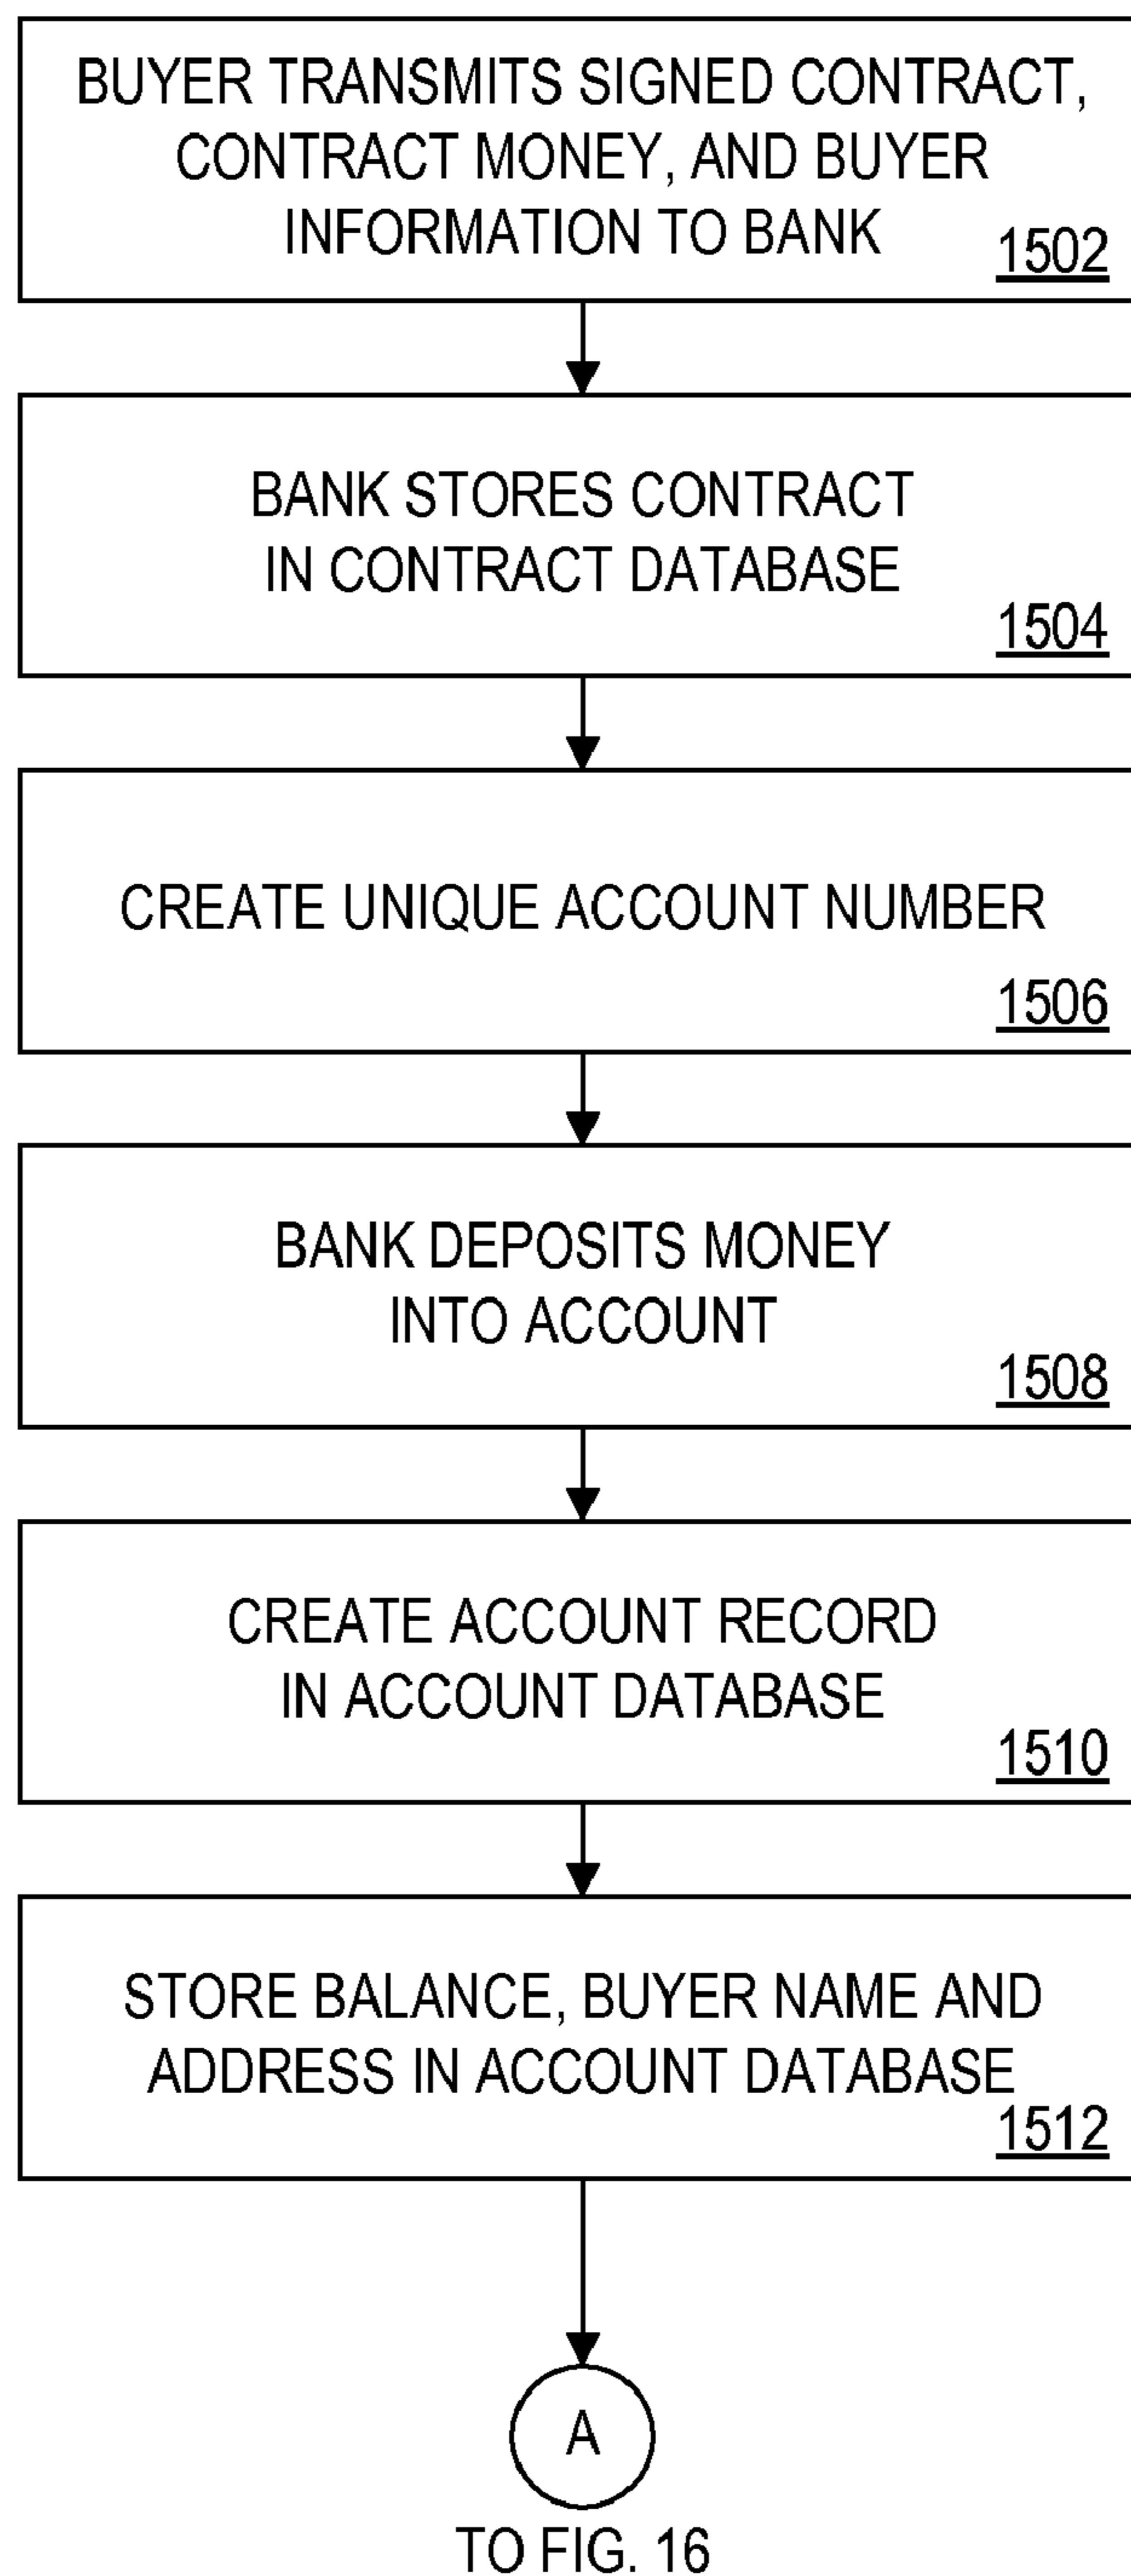 BUYER TRANSMITS SIGNED CONTRACT,
CONTRACT MONEY, AND BUYER
INFORMATION TO BANK
1502
BANK STORES CONTRACT
IN CONTRACT DATABASE
1504
CREATE UNIQUE ACCOUNT NUMBER
1506
BANK DEPOSITS MONEY
INTO ACCOUNT
1508
CREATE ACCOUNT RECORD
IN ACCOUNT DATABASE
1510
STORE BALANCE, BUYER NAME AND
ADDRESS IN ACCOUNT DATABASE
1512
A
TO FIG. 16